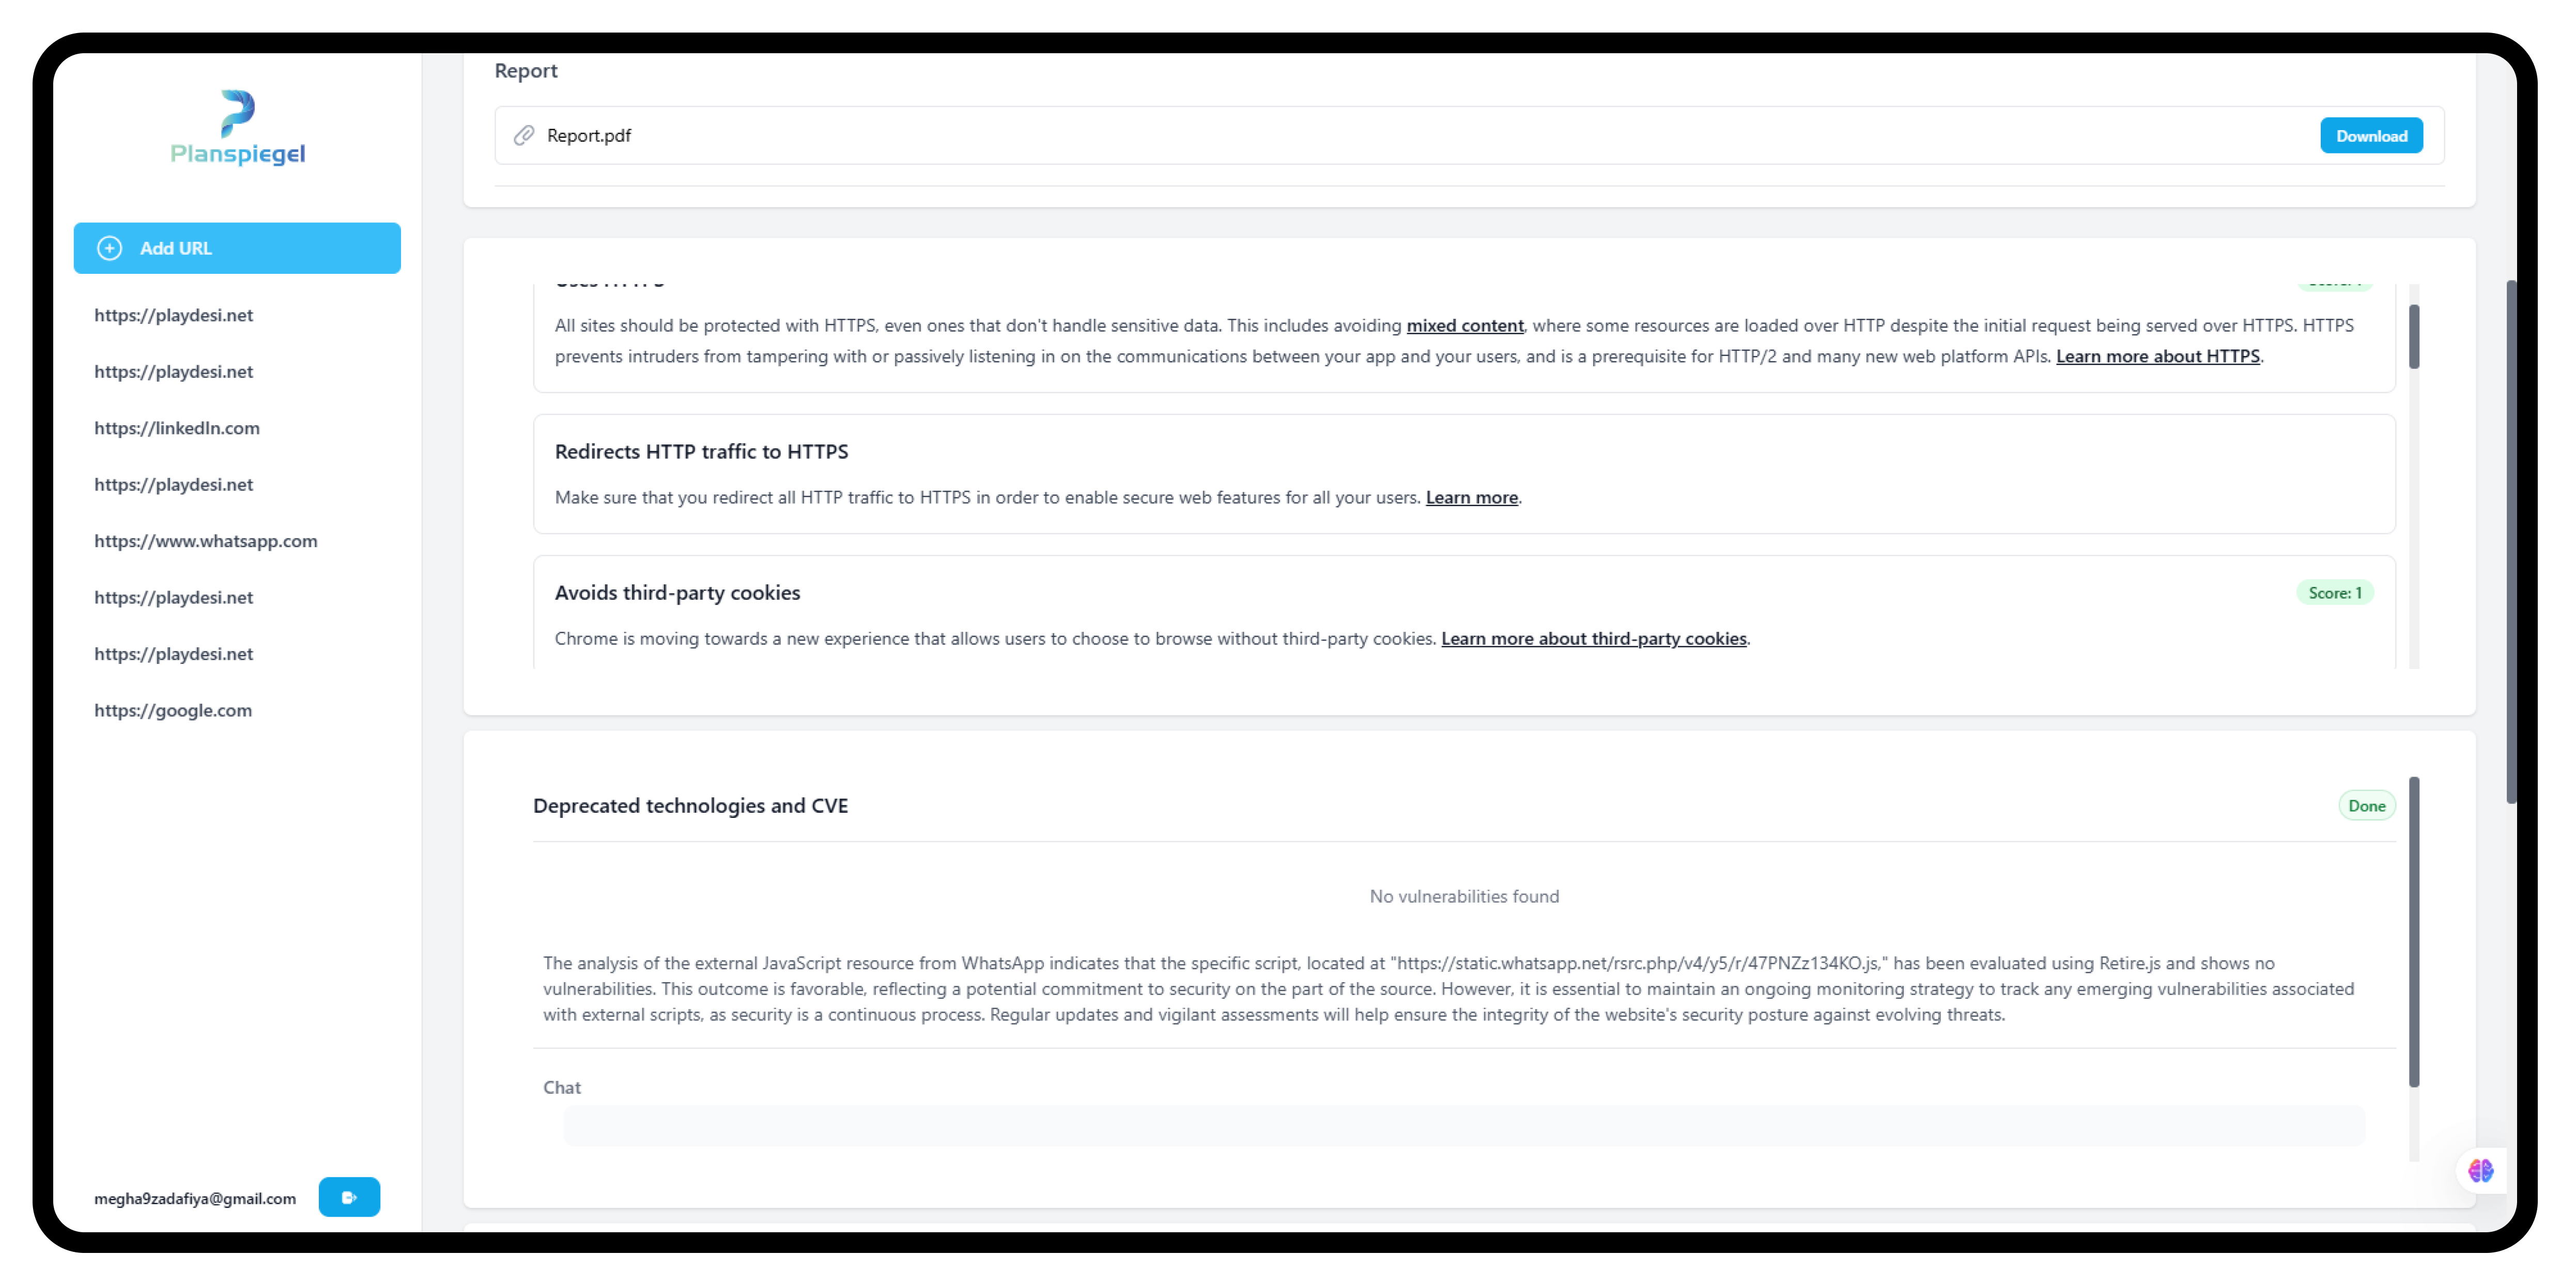 Planspiegel
Add URL
https://playdesi.net
https://playdesi.net
https://linkedln.com
https://playdesi.net
https://www.whatsapp.com
https://playdesi.net
https://playdesi.net
https://google.com
megha9zadafiya@gmail.com
Report
Report.pdf
Download
All sites should be protected with HTTPS, even ones that don't handle sensitive data. This includes avoiding mixed content, where some resources are loaded over HTTP despite the initial request being served over HTTPS. HTTPS
prevents intruders from tampering with or passively listening in on the communications between your app and your users, and is a prerequisite for HTTP/2 and many new web platform APIs. Learn more about HTTPS.
Redirects HTTP traffic to HTTPS
Make sure that you redirect all HTTP traffic to HTTPS in order to enable secure web features for all your users. Learn more.
Avoids third-party cookies
Score: 1
Chrome is moving towards a new experience that allows users to choose to browse without third-party cookies. Learn more about third-party cookies.
Deprecated technologies and CVE
Done
No vulnerabilities found
The analysis of the external JavaScript resource from WhatsApp indicates that the specific script, located at "https://static.whatsapp.net/rsrc.php/v4/y5/r/47PNZz134KO.js," has been evaluated using Retire.js and shows no
vulnerabilities. This outcome is favorable, reflecting a potential commitment to security on the part of the source. However, it is essential to maintain an ongoing monitoring strategy to track any emerging vulnerabilities associated
with external scripts, as security is a continuous process. Regular updates and vigilant assessments will help ensure the integrity of the website's security posture against evolving threats.
Chat